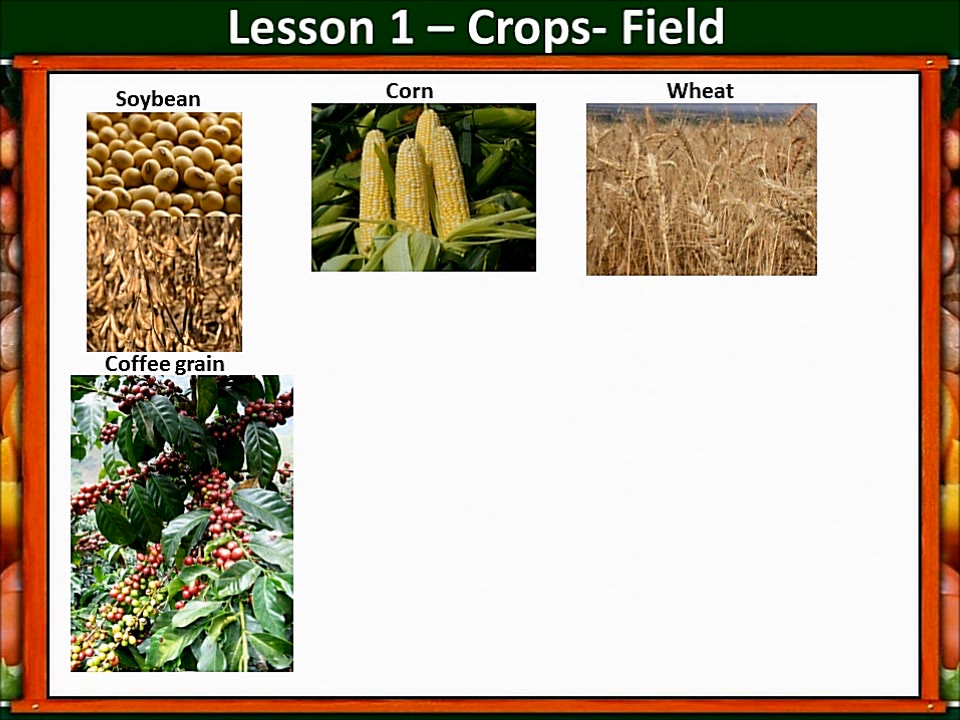 Lesson 1 – Crops- Field
Soybean
Corn
Wheat
Coffee grain